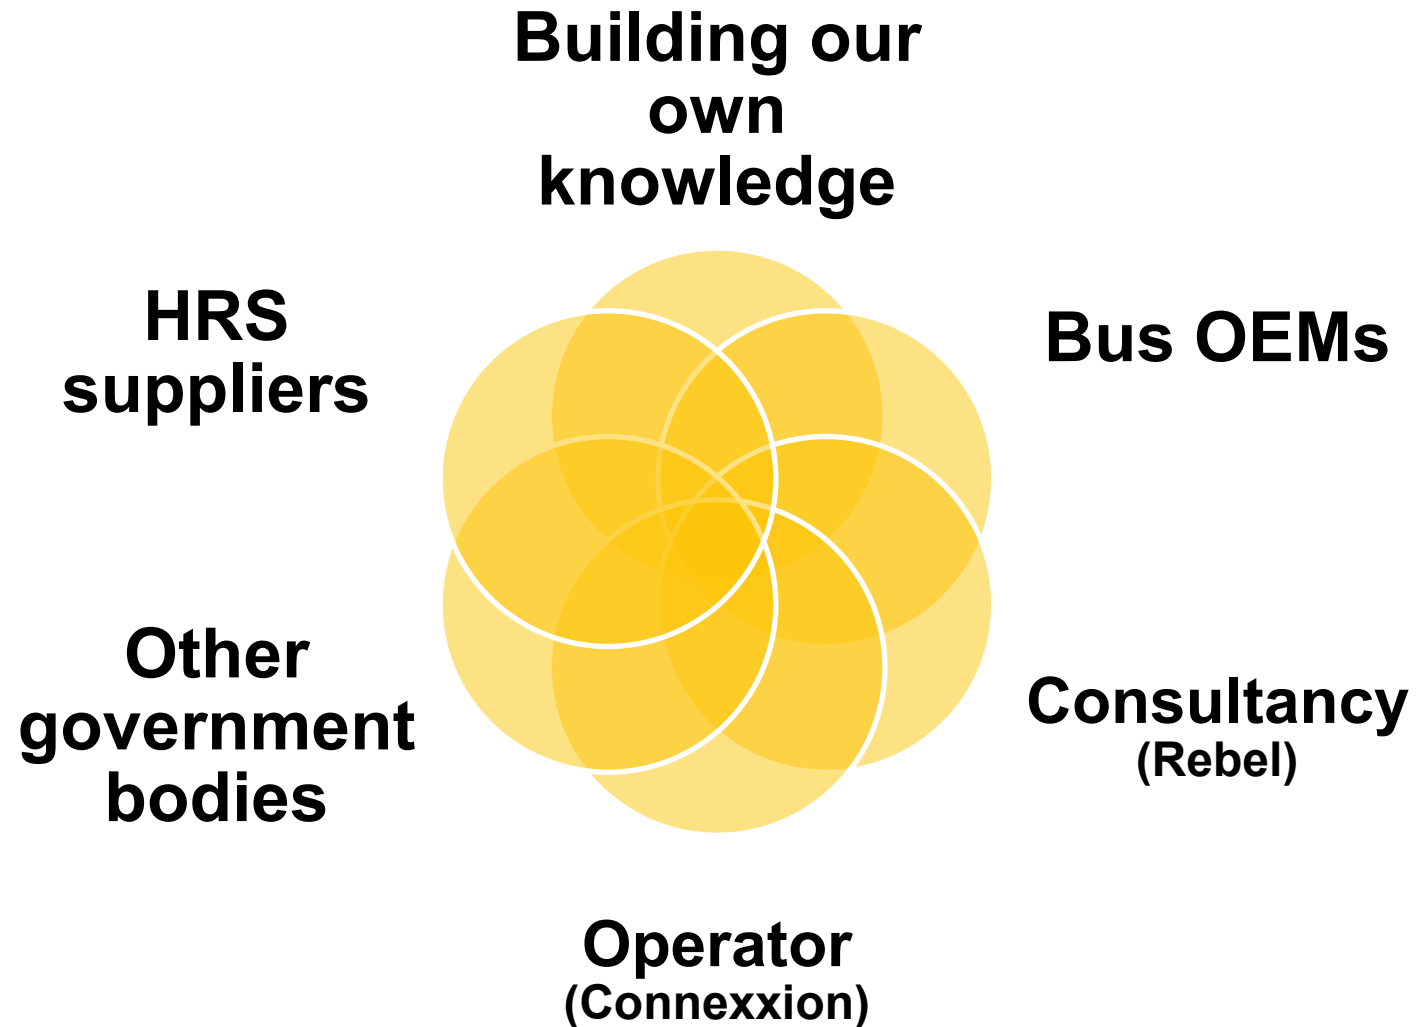 Building our
own
knowledge
HRS
suppliers
Bus OEMs
Other
government
bodies
Consultancy
(Rebel)
Operator
(Connexxion)